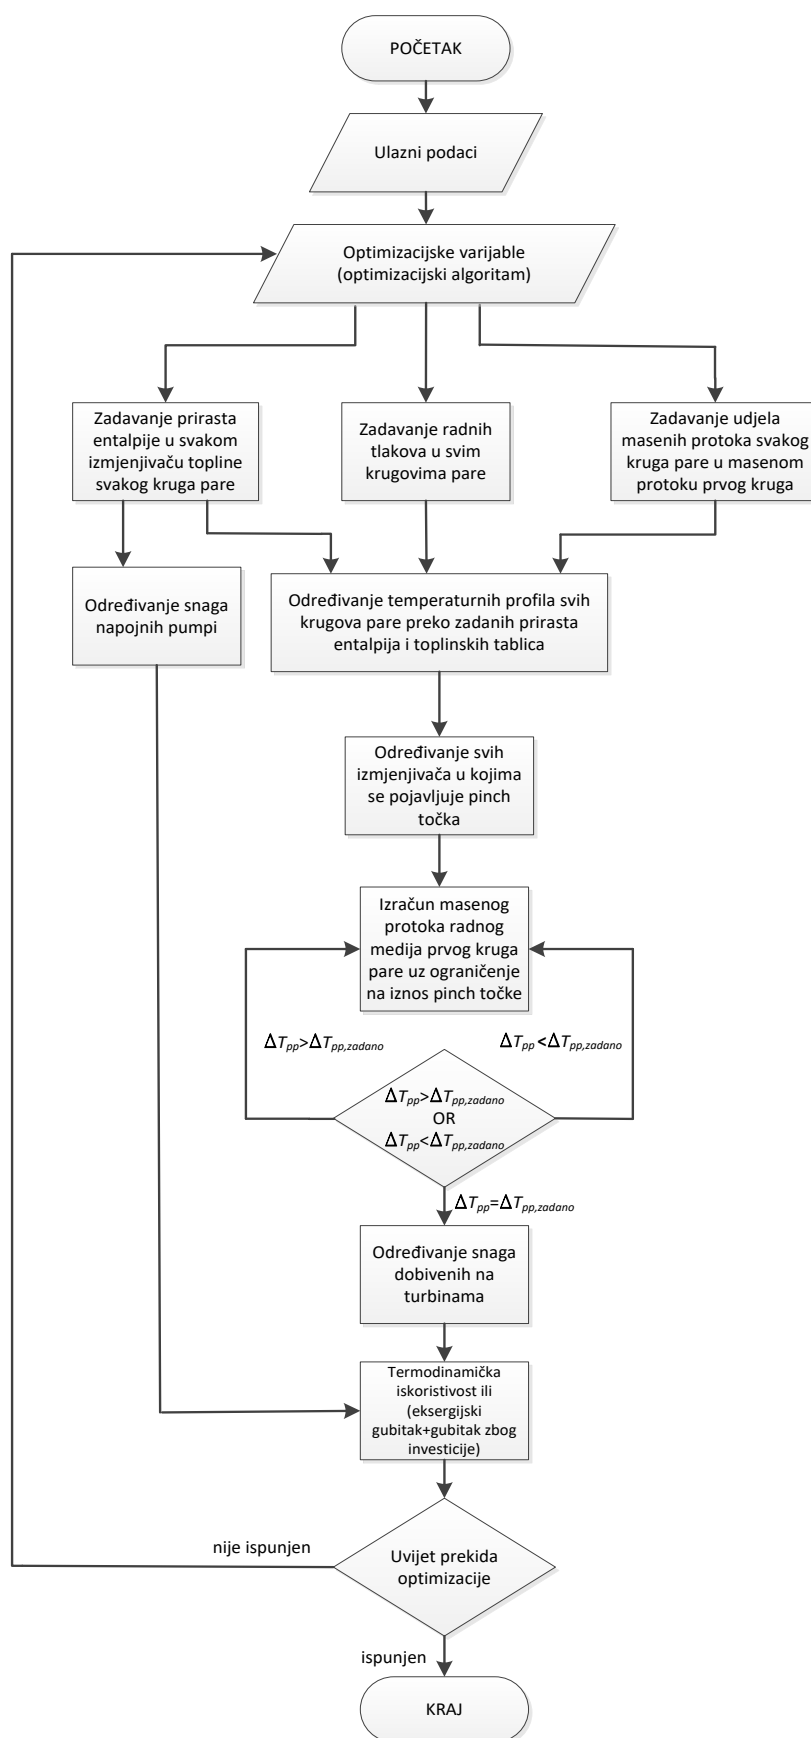 POČETAK
Ulazni podaci
Optimizacijske varijable
(optimizacijski algoritam)
Zadavanje prirasta
entalpije u svakom
izmjenjivaču topline
svakog kruga pare
Zadavanje radnih
tlakova u svim
krugovima pare
Zadavanje udjela
masenih protoka svakog
kruga pare u masenom
protoku prvog kruga
Određivanje snaga
napojnih pumpi
Određivanje temperaturnih profila svih
krugova pare preko zadanih prirasta
entalpija i toplinskih tablica
Određivanje svih
izmjenjivača u kojima
se pojavljuje pinch
točka
Izračun masenog
protoka radnog
medija prvog kruga
pare uz ograničenje
na iznos pinch točke
ΔTpp>ΔTpp,zadano
ΔTpp<ΔTpp,zadano
ΔTpp>ΔTpp,zadano
OR
ΔTpp<ΔTpp,zadano
ΔTpp=ΔTpp,zadano
Određivanje snaga
dobivenih na
turbinama
Termodinamička
iskoristivost ili
(eksergijski
gubitak+gubitak zbog
investicije)
nije ispunjen
Uvijet prekida
optimizacije
ispunjen
KRAJ